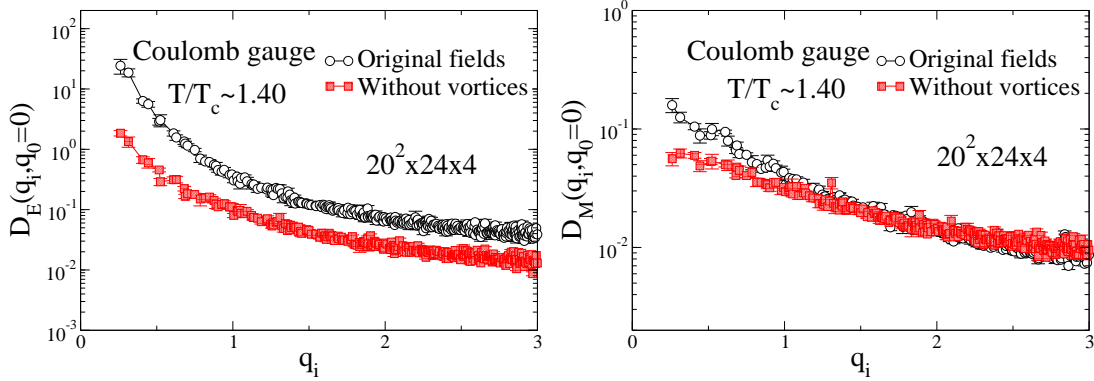 10^2
10^1
10^0
10^-1
10^-2
10^-3
D_E(q_i,q_0=0)
Coulomb gauge
T/T_c~1.40
Original fields
Without vortices
20^2x24x4
0
1
2
3
q_i
10^0
10^-1
10^-2
D_M(q_i,q_0=0)
Coulomb gauge
T/T_c~1.40
Original fields
Without vortices
20^2x24x4
0
1
2
3
q_i